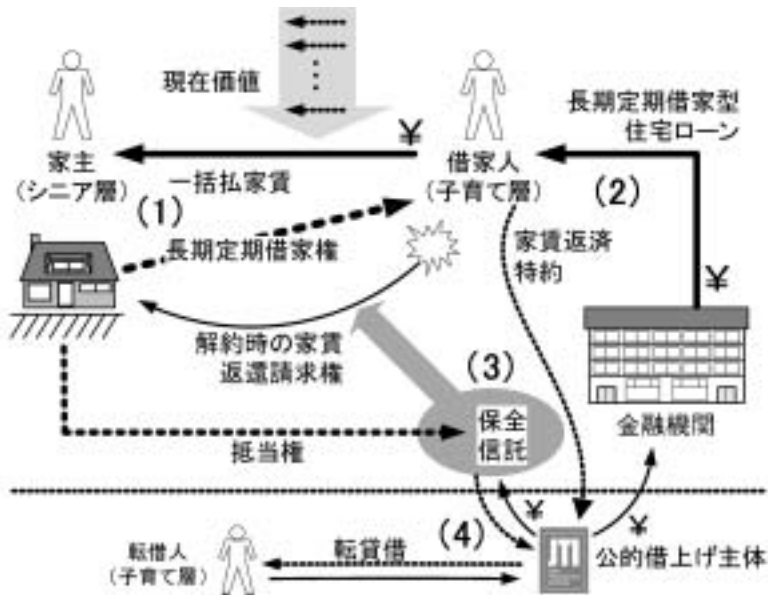 現在価値
¥
長期定期借家型
住宅ローン
家主
(シニア層)
一括払家賃
借家人
(子育て層)
(1)
(2)
長期定期借家権
家賃返済
特約
¥
解約時の家賃
返還請求権
(3)
保全
信託
金融機関
抵当権
¥
¥
(4)
転借人
(子育て層)
転貸借
公的借上げ主体